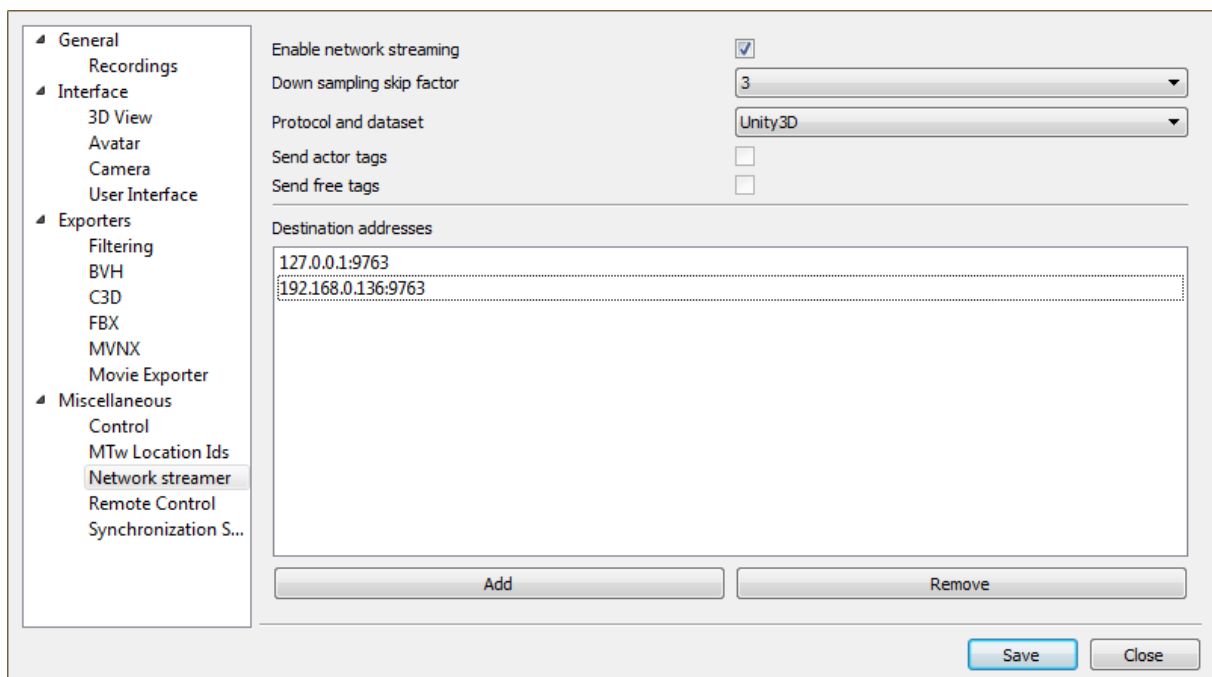 General
Recordings
Interface
3D View
Avatar
Camera
User Interface
Exporters
Filtering
BVH
C3D
FBX
MVNX
Movie Exporter
Miscellaneous
Control
MTw Location Ids
Network streamer
Remote Control
Synchronization S...
Enable network streaming
Down sampling skip factor 3
Protocol and dataset Unity3D
Send actor tags
Send free tags
Destination addresses
127.0.0.1:9763
192.168.0.136:9763
Add Remove
Save Close